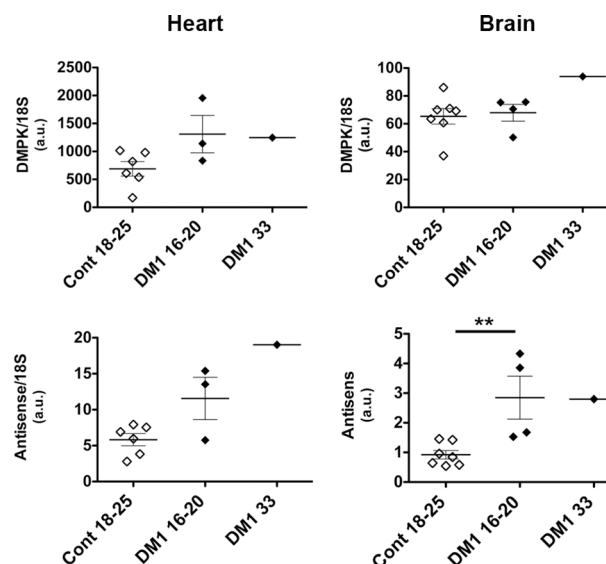 Heart
Brain
DMPK/18S
(a.u.)
2500
2000
1500
1000
500
0
Cont 18-25
DM1 16-20
DM1 33
DMPK/18S
(a.u.)
100
80
60
40
20
0
Cont 18-25
DM1 16-20
DM1 33
Antisense/18S
(a.u.)
20
15
10
5
0
Cont 18-25
DM1 16-20
DM1 33
Antisens
(a.u.)
5
4
3
2
1
0
**
Cont 18-25
DM1 16-20
DM1 33